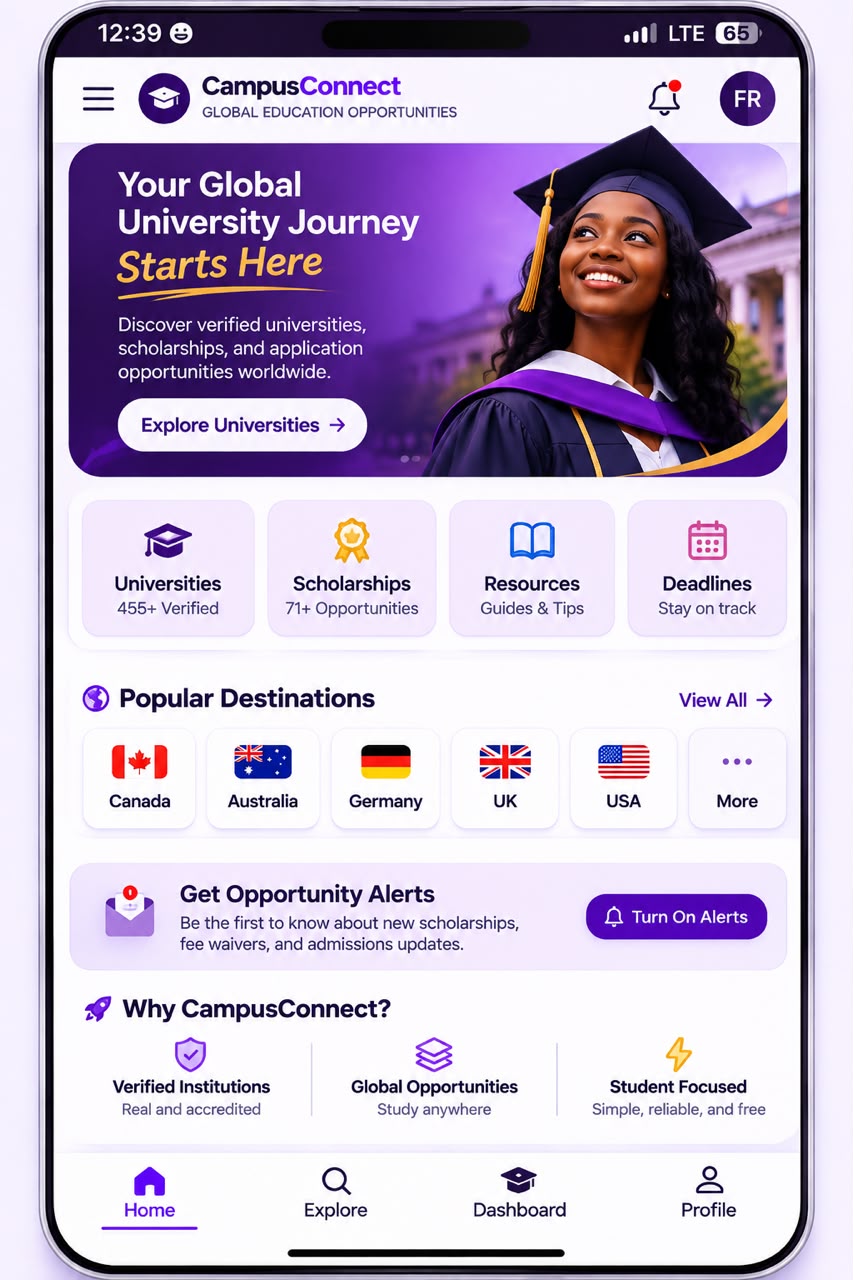 12:39
LTE
65
CampusConnect
GLOBAL EDUCATION OPPORTUNITIES
FR
Your Global
University Journey
Starts Here
Discover verified universities,
scholarships, and application
opportunities worldwide.
Explore Universities →
Universities
455+ Verified
Scholarships
71+ Opportunities
Resources
Guides & Tips
Deadlines
Stay on track
Popular Destinations
View All →
Canada
Australia
Germany
UK
USA
More
Get Opportunity Alerts
Be the first to know about new scholarships,
fee waivers, and admissions updates.
Turn On Alerts
Why CampusConnect?
Verified Institutions
Real and accredited
Global Opportunities
Study anywhere
Student Focused
Simple, reliable, and free
Home
Explore
Dashboard
Profile